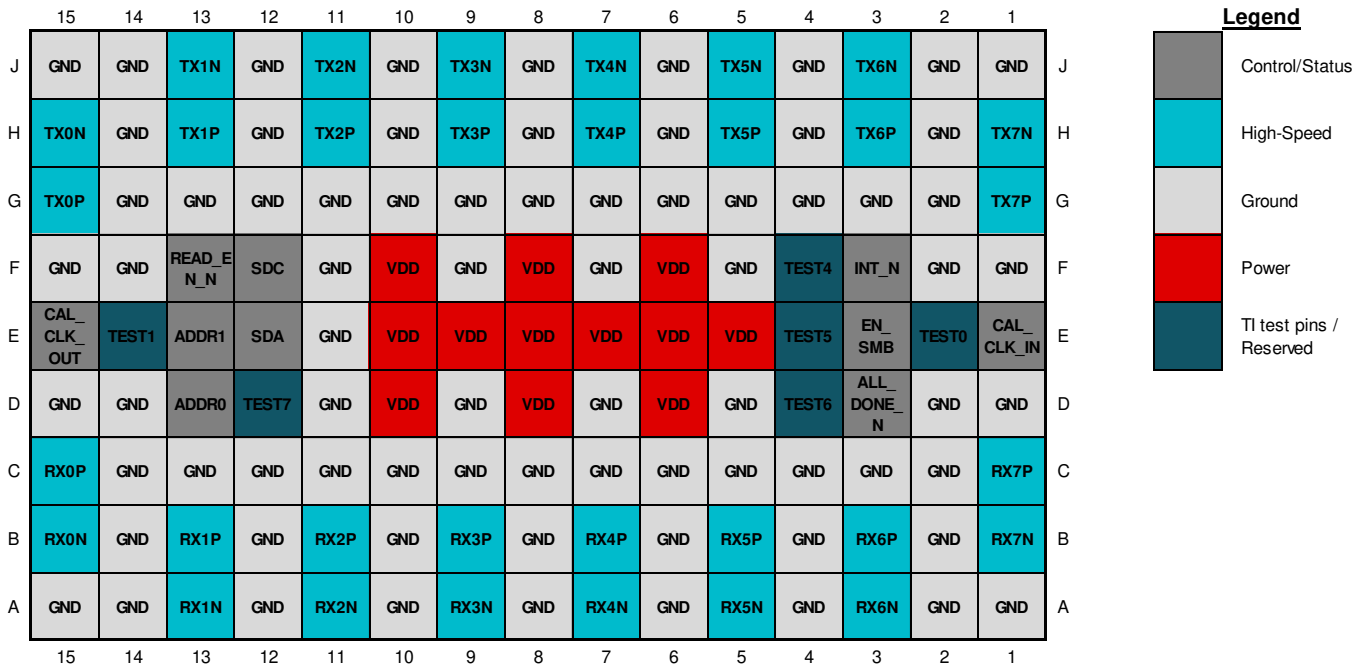 15 14 13 12 11 10 9 8 7 6 5 4 3 2 1
Legend
J GND GND TX1N GND TX2N GND TX3N GND TX4N GND TX5N GND TX6N GND GND J
Control/Status
H TX0N GND TX1P GND TX2P GND TX3P GND TX4P GND TX5P GND TX6P GND TX7N H
High-Speed
G TX0P GND GND GND GND GND GND GND GND GND GND GND GND GND TX7P G
Ground
F GND GND READ_E
N_N SDC GND VDD GND VDD GND VDD GND TEST4 INT_N GND GND F
Power
E CAL_
CLK_
OUT TEST1 ADDR1 SDA GND VDD VDD VDD VDD VDD VDD TEST5 EN_
SMB TEST0 CAL_
CLK_IN E
TI test pins /
Reserved
D GND GND ADDR0 TEST7 GND VDD GND VDD GND VDD GND TEST6 ALL_
DONE_
N GND GND D
C RX0P GND GND GND GND GND GND GND GND GND GND GND GND GND RX7P C
B RX0N GND RX1P GND RX2P GND RX3P GND RX4P GND RX5P GND RX6P GND RX7N B
A GND GND RX1N GND RX2N GND RX3N GND RX4N GND RX5N GND RX6N GND GND A
15 14 13 12 11 10 9 8 7 6 5 4 3 2 1